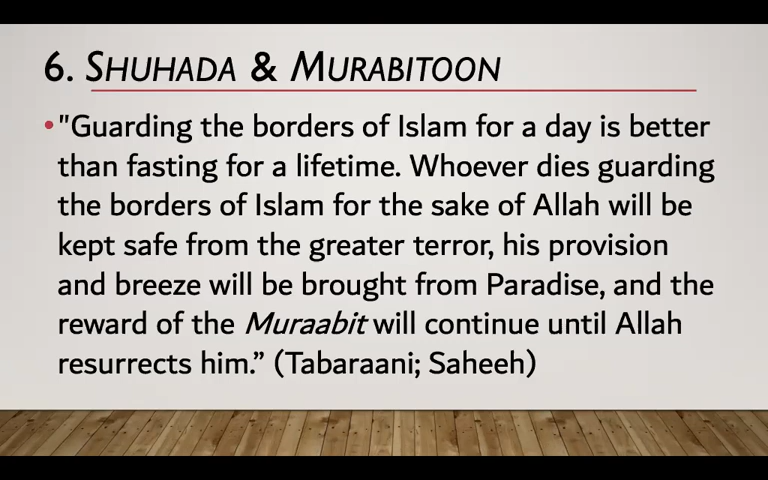 6. SHUHADA & MURABITOON
•"Guarding the borders of Islam for a day is better
than fasting for a lifetime. Whoever dies guarding
the borders of Islam for the sake of Allah will be
kept safe from the greater terror, his provision
and breeze will be brought from Paradise, and the
reward of the Muraabit will continue until Allah
resurrects him.” (Tabaraani; Saheeh)